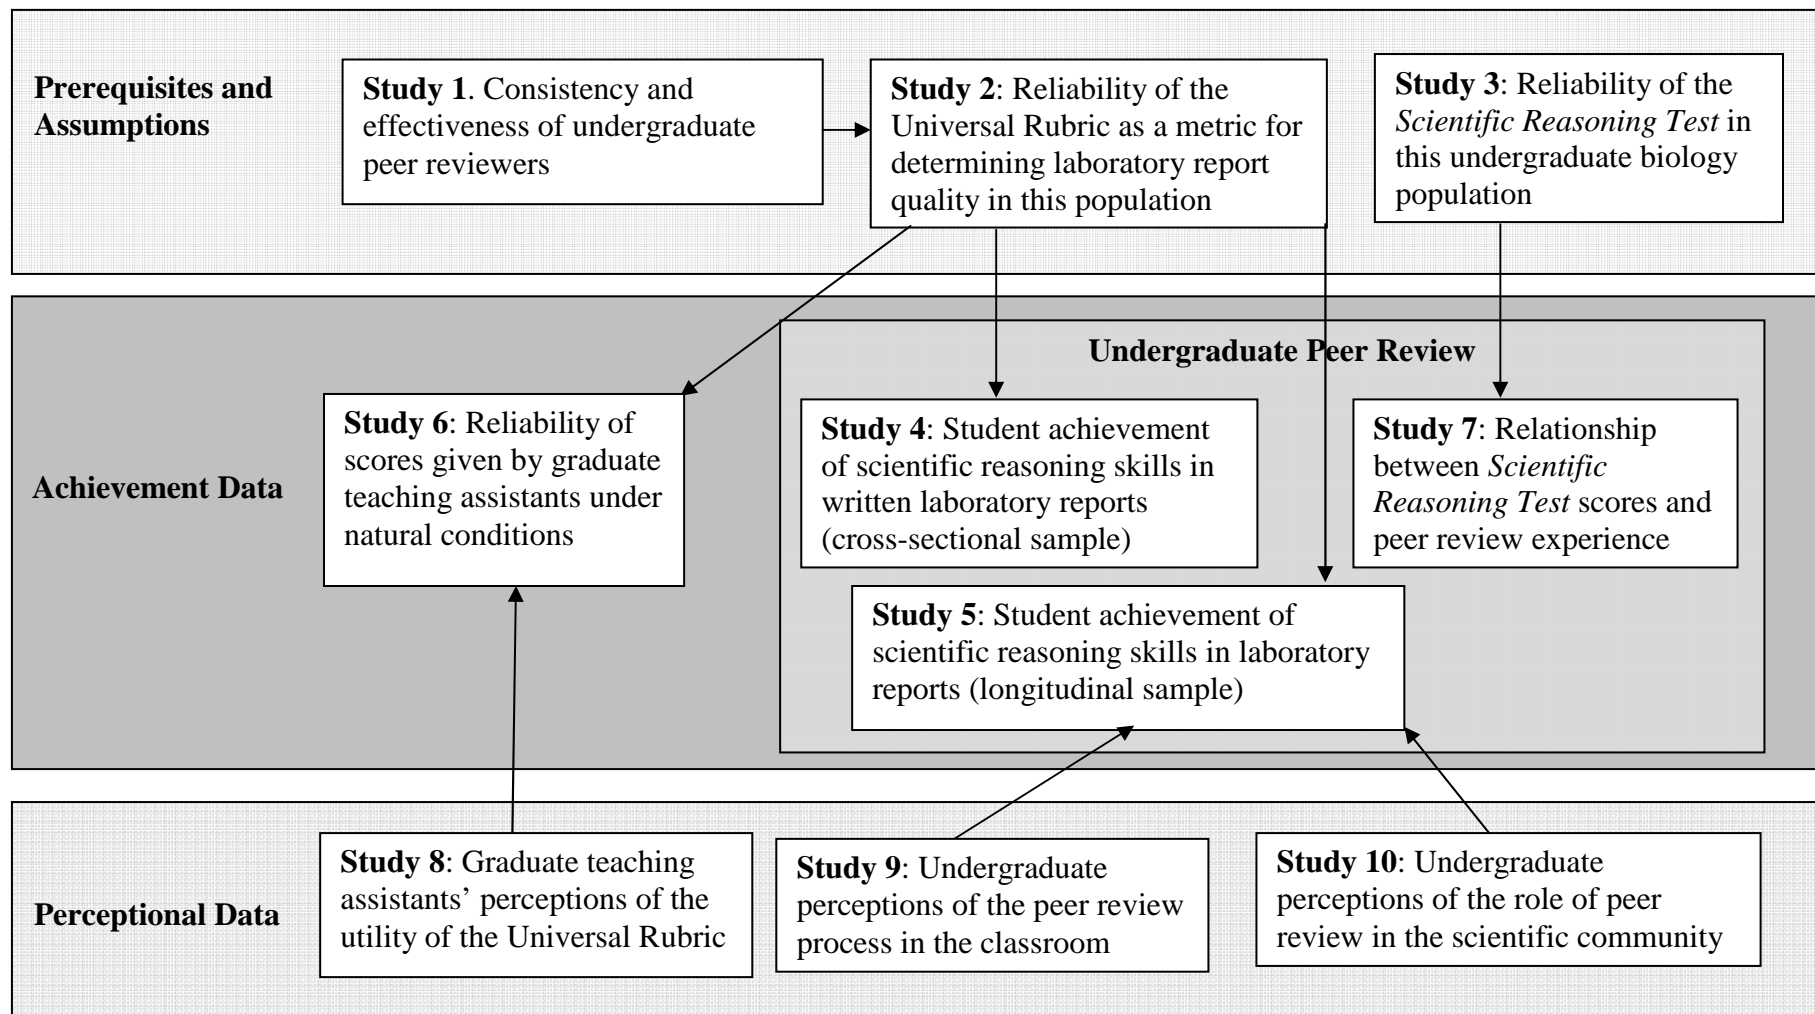 Prerequisites and
Assumptions
Study 1. Consistency and
effectiveness of undergraduate
peer reviewers
Study 2: Reliability of the
Universal Rubric as a metric for
determining laboratory report
quality in this population
Study 3: Reliability of the
Scientific Reasoning Test in
this undergraduate biology
population
Achievement Data
Undergraduate Peer Review
Study 6: Reliability of
scores given by graduate
teaching assistants under
natural conditions
Study 4: Student achievement
of scientific reasoning skills in
written laboratory reports
(cross-sectional sample)
Study 7: Relationship
between Scientific
Reasoning Test scores and
peer review experience
Study 5: Student achievement of
scientific reasoning skills in laboratory
reports (longitudinal sample)
Perceptional Data
Study 8: Graduate teaching
assistants’ perceptions of the
utility of the Universal Rubric
Study 9: Undergraduate
perceptions of the peer review
process in the classroom
Study 10: Undergraduate
perceptions of the role of peer
review in the scientific community